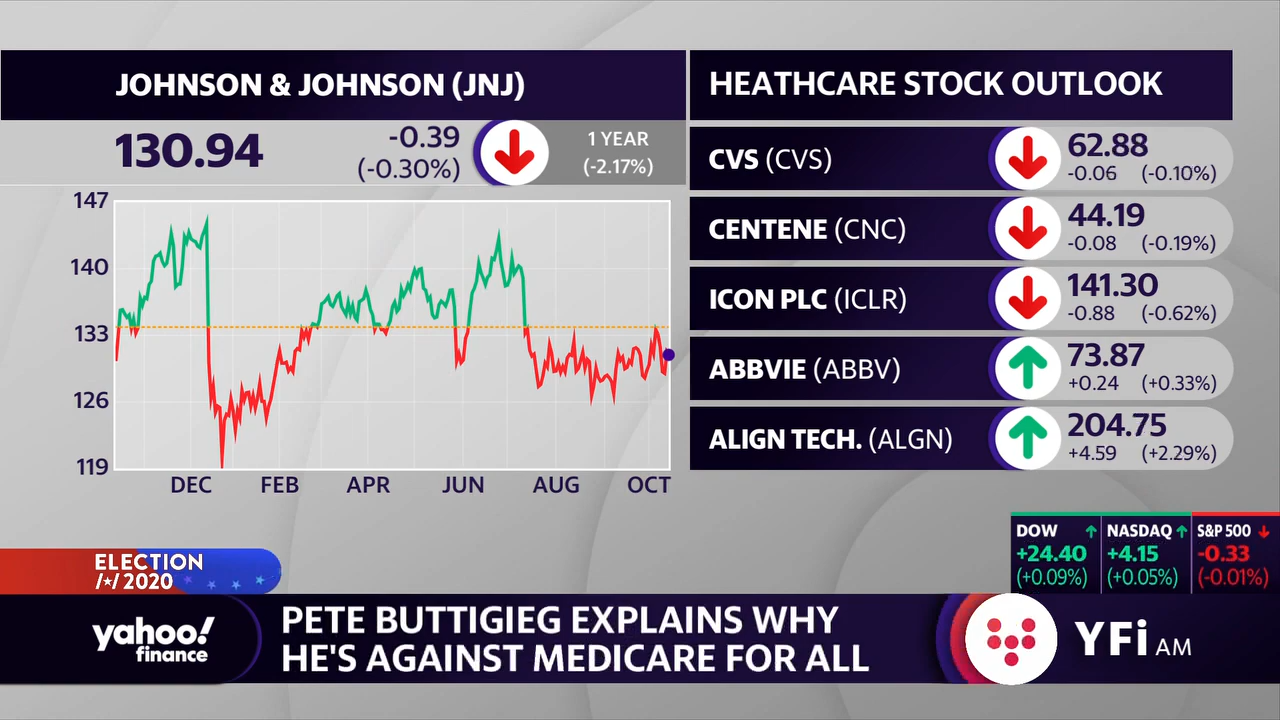 JOHNSON & JOHNSON (JNJ)
130.94
-0.39
(-0.30%)
1 YEAR
(-2.17%)
147
140
133
126
119
DEC FEB APR JUN AUG OCT
HEATHCARE STOCK OUTLOOK
CVS (CVS)
62.88
-0.06 (-0.10%)
CENTENE (CNC)
44.19
-0.08 (-0.19%)
ICON PLC (ICLR)
141.30
-0.88 (-0.62%)
ABBVIE (ABBV)
73.87
+0.24 (+0.33%)
ALIGN TECH. (ALGN)
204.75
+4.59 (+2.29%)
DOW
+24.40
(+0.09%)
NASDAQ
+4.15
(+0.05%)
S&P 500
-0.33
(-0.01%)
ELECTION
/★/ 2020
yahoo!
finance
PETE BUTTIGIEG EXPLAINS WHY
HE'S AGAINST MEDICARE FOR ALL
YFi AM